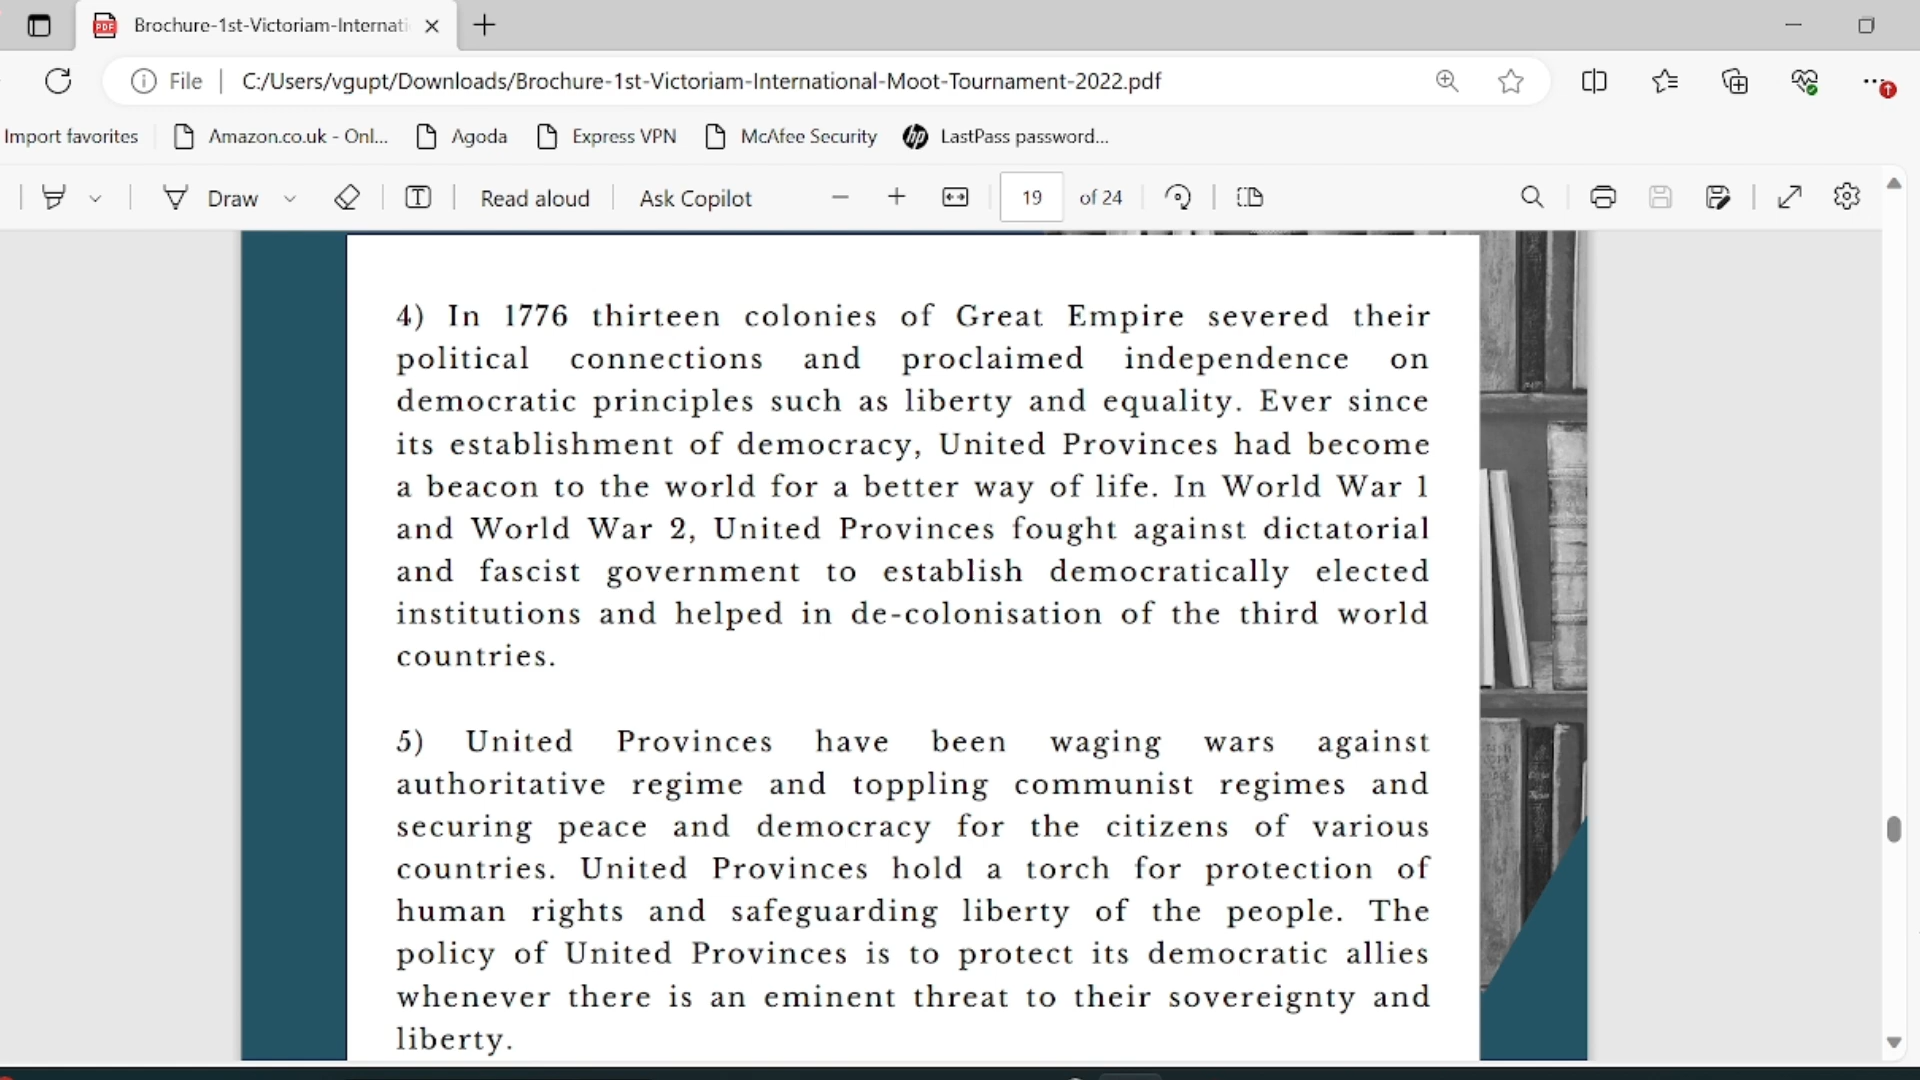 Brochure-1st-Victoriam-Internati
File C:/Users/vgupt/Downloads/Brochure-1st-Victoriam-International-Moot-Tournament-2022.pdf
Import favorites Amazon.co.uk - Onl... Agoda Express VPN McAfee Security LastPass password...
Draw Read aloud Ask Copilot 19 of 24
4) In 1776 thirteen colonies of Great Empire severed their
political connections and proclaimed independence on
democratic principles such as liberty and equality. Ever since
its establishment of democracy, United Provinces had become
a beacon to the world for a better way of life. In World War 1
and World War 2, United Provinces fought against dictatorial
and fascist government to establish democratically elected
institutions and helped in de-colonisation of the third world
countries.
5) United Provinces have been waging wars against
authoritative regime and toppling communist regimes and
securing peace and democracy for the citizens of various
countries. United Provinces hold a torch for protection of
human rights and safeguarding liberty of the people. The
policy of United Provinces is to protect its democratic allies
whenever there is an eminent threat to their sovereignty and
liberty.